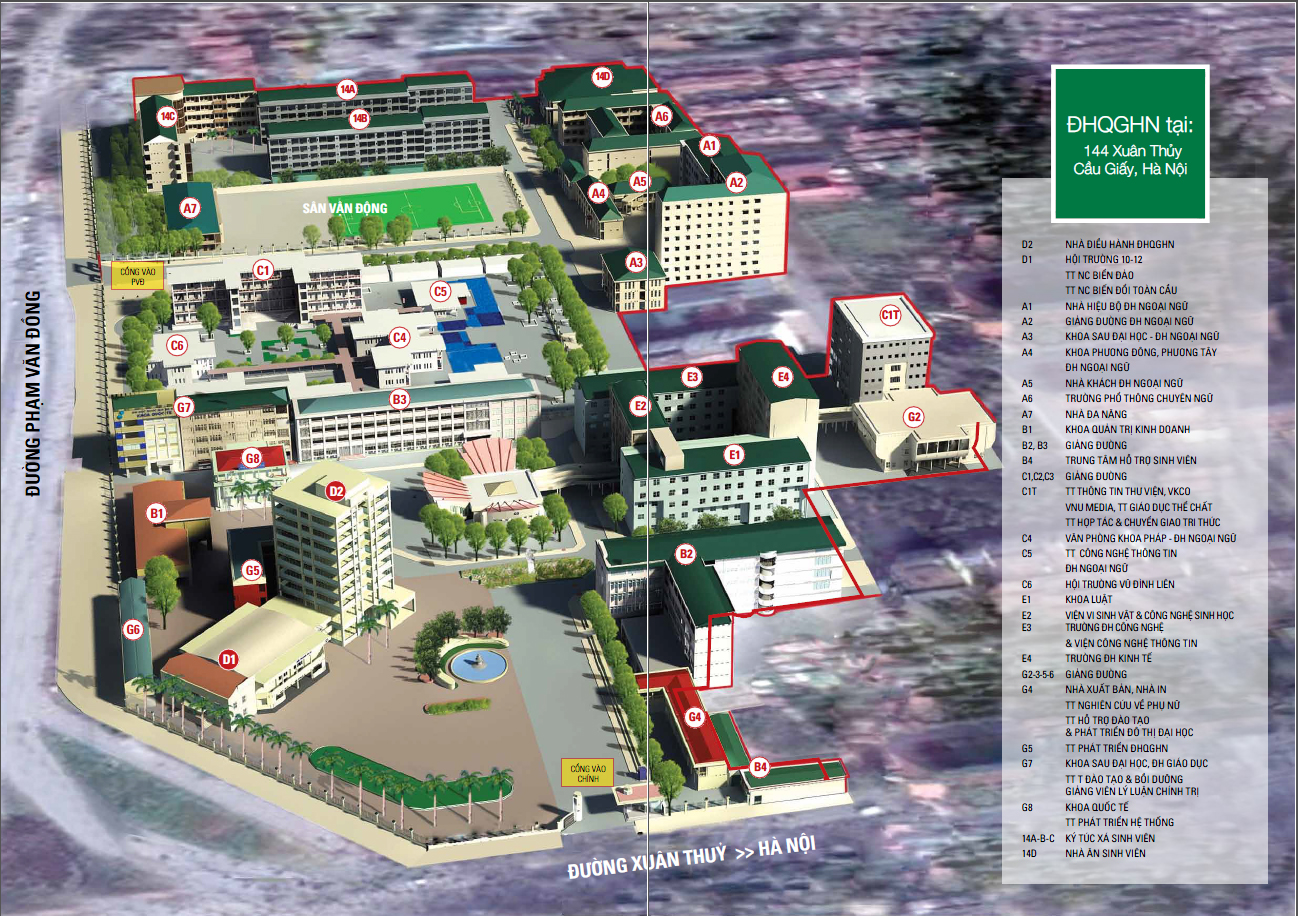 14A
14D
14C
14B
A6
A1
A2
A5
A4
A7
SÂN VẬN ĐỘNG
A3
CỔNG VÀO
PVĐ
C1
C5
C1T
C4
C6
E3
E4
B3
G7
E2
G2
G8
E1
D2
B1
B2
G5
G6
D1
G4
B4
CỔNG VÀO
CHÍNH
ĐƯỜNG PHẠM VĂN ĐỒNG
ĐƯỜNG XUÂN THUỶ >> HÀ NỘI
ĐHQGHN tại:
144 Xuân Thủy
Cầu Giấy, Hà Nội
D2 NHÀ ĐIỀU HÀNH ĐHQGHN
D1 HỘI TRƯỜNG 10-12
TT NC BIỂN ĐẢO
TT NC BIẾN ĐỔI TOÀN CẦU
A1 NHÀ HIỆU BỘ ĐH NGOẠI NGỮ
A2 GIẢNG ĐƯỜNG ĐH NGOẠI NGỮ
A3 KHOA SAU ĐẠI HỌC - ĐH NGOẠI NGỮ
A4 KHOA PHƯƠNG ĐÔNG, PHƯƠNG TÂY
ĐH NGOẠI NGỮ
A5 NHÀ KHÁCH ĐH NGOẠI NGỮ
A6 TRƯỜNG PHỔ THÔNG CHUYÊN NGỮ
A7 NHÀ ĐA NĂNG
B1 KHOA QUẢN TRỊ KINH DOANH
B2, B3 GIẢNG ĐƯỜNG
B4 TRUNG TÂM HỖ TRỢ SINH VIÊN
C1,C2,C3 GIẢNG ĐƯỜNG
C1T TT THÔNG TIN THƯ VIỆN, VKCO
VNU MEDIA, TT GIÁO DỤC THỂ CHẤT
TT HỢP TÁC & CHUYỂN GIAO TRI THỨC
C4 VĂN PHÒNG KHOA PHÁP - ĐH NGOẠI NGỮ
C5 TT CÔNG NGHỆ THÔNG TIN
ĐH NGOẠI NGỮ
C6 HỘI TRƯỜNG VŨ ĐÌNH LIÊN
E1 KHOA LUẬT
E2 VIỆN VI SINH VẬT & CÔNG NGHỆ SINH HỌC
E3 TRƯỜNG ĐH CÔNG NGHỆ
& VIỆN CÔNG NGHỆ THÔNG TIN
E4 TRƯỜNG ĐH KINH TẾ
G2-3-5-6 GIẢNG ĐƯỜNG
G4 NHÀ XUẤT BẢN, NHÀ IN
TT NGHIÊN CỨU VỀ PHỤ NỮ
TT HỖ TRỢ ĐÀO TẠO
& PHÁT TRIỂN ĐÔ THỊ ĐẠI HỌC
G5 TT PHÁT TRIỂN ĐHQGHN
G7 KHOA SAU ĐẠI HỌC, ĐH GIÁO DỤC
TT T ĐÀO TẠO & BỒI DƯỠNG
GIẢNG VIÊN LÝ LUẬN CHÍNH TRỊ
G8 KHOA QUỐC TẾ
TT PHÁT TRIỂN HỆ THỐNG
14A-B-C KÝ TÚC XÁ SINH VIÊN
14D NHÀ ĂN SINH VIÊN